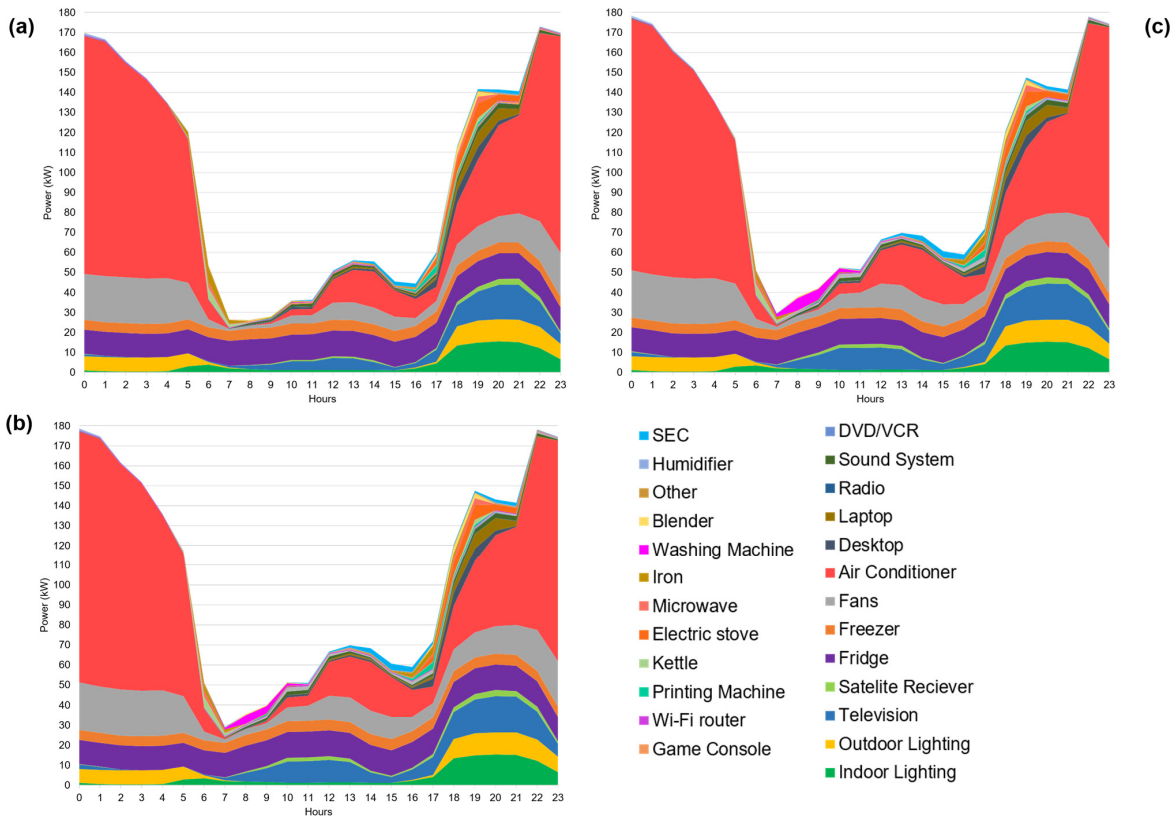 (a)
Power (kW)
180
170
160
150
140
130
120
110
100
90
80
70
60
50
40
30
20
10
0
0 1 2 3 4 5 6 7 8 9 10 11 12 13 14 15 16 17 18 19 20 21 22 23
Hours
(c)
Power (kW)
180
170
160
150
140
130
120
110
100
90
80
70
60
50
40
30
20
10
0
0 1 2 3 4 5 6 7 8 9 10 11 12 13 14 15 16 17 18 19 20 21 22 23
Hours
(b)
Power (kW)
180
170
160
150
140
130
120
110
100
90
80
70
60
50
40
30
20
10
0
0 1 2 3 4 5 6 7 8 9 10 11 12 13 14 15 16 17 18 19 20 21 22 23
Hours
SEC
Humidifier
Other
Blender
Washing Machine
Iron
Microwave
Electric stove
Kettle
Printing Machine
Wi-Fi router
Game Console
DVD/VCR
Sound System
Radio
Laptop
Desktop
Air Conditioner
Fans
Freezer
Fridge
Satelite Reciever
Television
Outdoor Lighting
Indoor Lighting